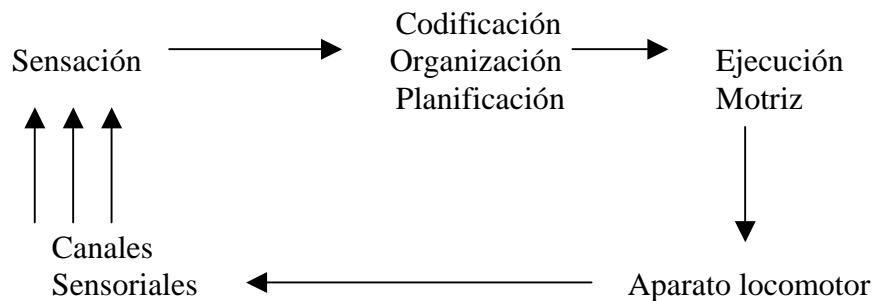 Sensación
Codificación
Organización
Planificación
Ejecución
Motriz
Canales
Sensoriales
Aparato locomotor